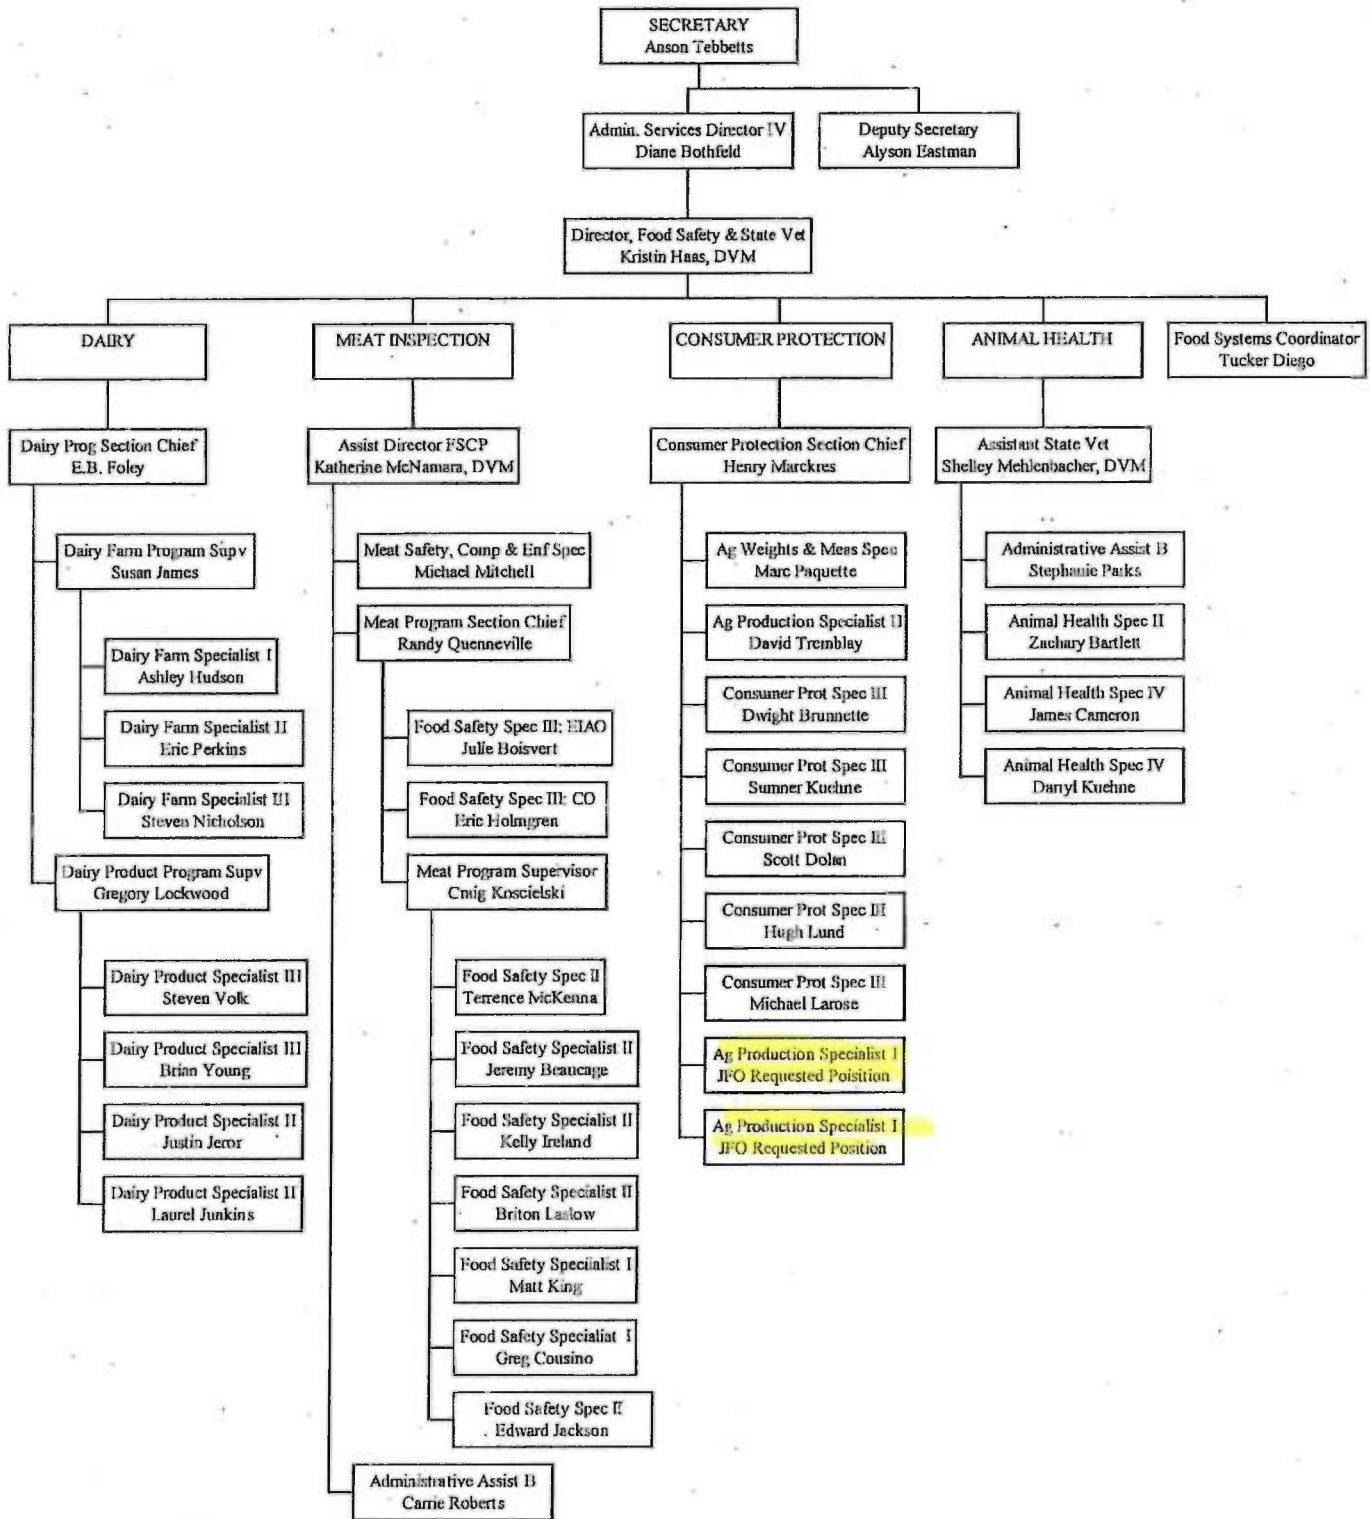 SECRETARY
Anson Tebbetts
Admin. Services Director IV
Diane Bothfeld
Deputy Secretary
Alyson Eastman
Director, Food Safety & State Vet
Kristin Haas, DVM
DAIRY
MEAT INSPECTION
CONSUMER PROTECTION
ANIMAL HEALTH
Food Systems Coordinator
Tucker Diego
Dairy Prog Section Chief
E.B. Foley
Assist Director FSCP
Katherine McNamara, DVM
Consumer Protection Section Chief
Henry Marckres
Assistant State Vet
Shelley Mehlenbacher, DVM
Dairy Farm Program Supv
Susan James
Dairy Farm Specialist I
Ashley Hudson
Dairy Farm Specialist II
Eric Perkins
Dairy Farm Specialist III
Steven Nicholson
Dairy Product Program Supv
Gregory Lockwood
Dairy Product Specialist III
Steven Volk
Dairy Product Specialist III
Brian Young
Dairy Product Specialist II
Justin Jeror
Dairy Product Specialist II
Laurel Junkins
Meat Safety, Comp & Enf Spec
Michael Mitchell
Meat Program Section Chief
Randy Quenneville
Food Safety Spec III: EIAO
Julie Boisvert
Food Safety Spec III: CO
Eric Holmgren
Meat Program Supervisor
Craig Koscielski
Food Safety Spec II
Terrence McKenna
Food Safety Specialist II
Jeremy Beaucage
Food Safety Specialist II
Kelly Ireland
Food Safety Specialist II
Briton Laslow
Food Safety Specialist I
Matt King
Food Safety Specialist I
Greg Cousino
Food Safety Spec II
Edward Jackson
Administrative Assist B
Carrie Roberts
Ag Weights & Meas Spec
Marc Paquette
Ag Production Specialist II
David Tremblay
Consumer Prot Spec III
Dwight Brunnette
Consumer Prot Spec III
Sumner Kuehne
Consumer Prot Spec III
Scott Dolan
Consumer Prot Spec III
Hugh Lund
Consumer Prot Spec III
Michael Larose
Ag Production Specialist I
JFO Requested Poisition
Ag Production Specialist I
JFO Requested Position
Administrative Assist B
Stephanie Parks
Animal Health Spec II
Zachary Bartlett
Animal Health Spec IV
James Cameron
Animal Health Spec IV
Darryl Kuehne